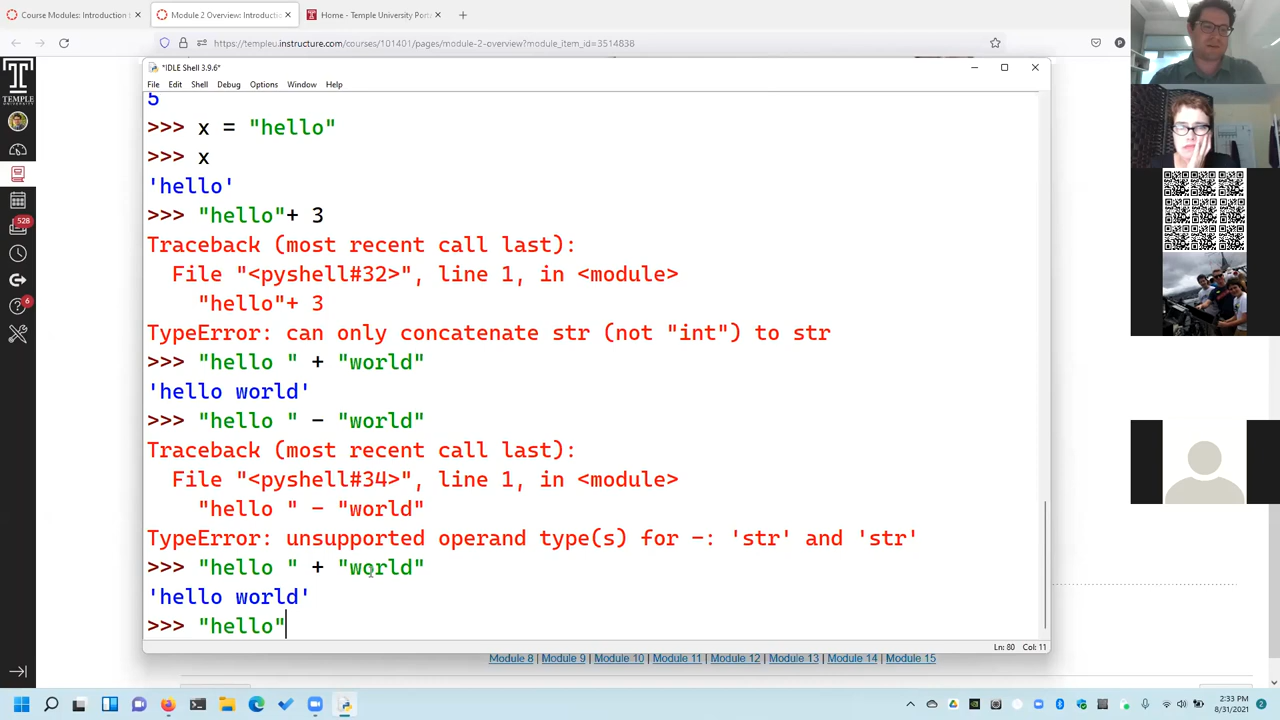 Course Modules: Introduction
Module 2 Overview: Introductio
Home - Temple University Port
https://templeu.instructure.com/courses/101401/pages/module-2-overview?module_item_id=3514838
*IDLE Shell 3.9.6*
File Edit Shell Debug Options Window Help
5
>>> x = "hello"
>>> x
'hello'
>>> "hello"+ 3
Traceback (most recent call last):
File "<pyshell#32>", line 1, in <module>
"hello"+ 3
TypeError: can only concatenate str (not "int") to str
>>> "hello " + "world"
'hello world'
>>> "hello " - "world"
Traceback (most recent call last):
File "<pyshell#34>", line 1, in <module>
"hello " - "world"
TypeError: unsupported operand type(s) for -: 'str' and 'str'
>>> "hello " + "world"
'hello world'
>>> "hello"
Ln: 80 Col: 11
Module 8 | Module 9 | Module 10 | Module 11 | Module 12 | Module 13 | Module 14 | Module 15
TEMPLE
UNIVERSITY
528
6
P
2:33 PM
8/31/2021
2